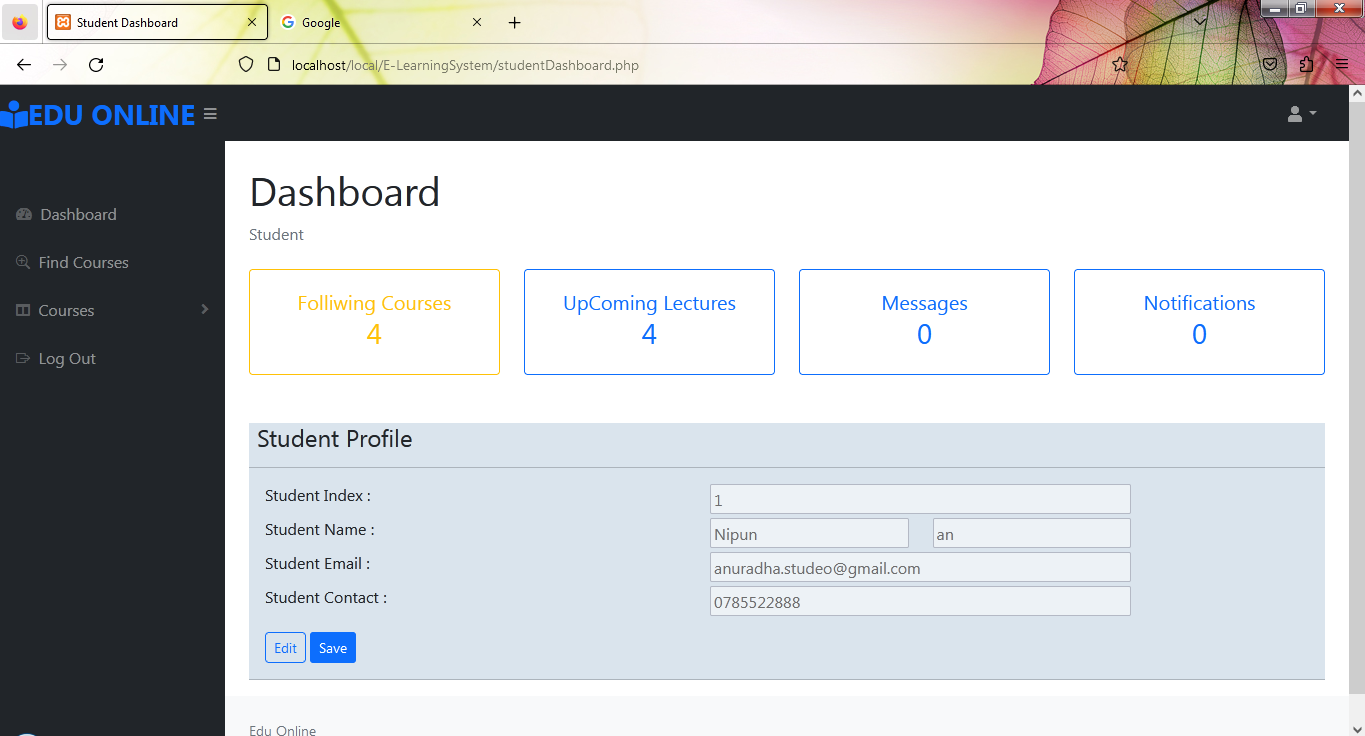 Student Dashboard
Google
localhost/local/E-LearningSystem/studentDashboard.php
EDU ONLINE
Dashboard
Find Courses
Courses
Log Out
Dashboard
Student
Folliwing Courses
4
UpComing Lectures
4
Messages
0
Notifications
0
Student Profile
Student Index : 1
Student Name : Nipun an
Student Email : anuradha.studeo@gmail.com
Student Contact : 0785522888
Edit Save
Edu Online